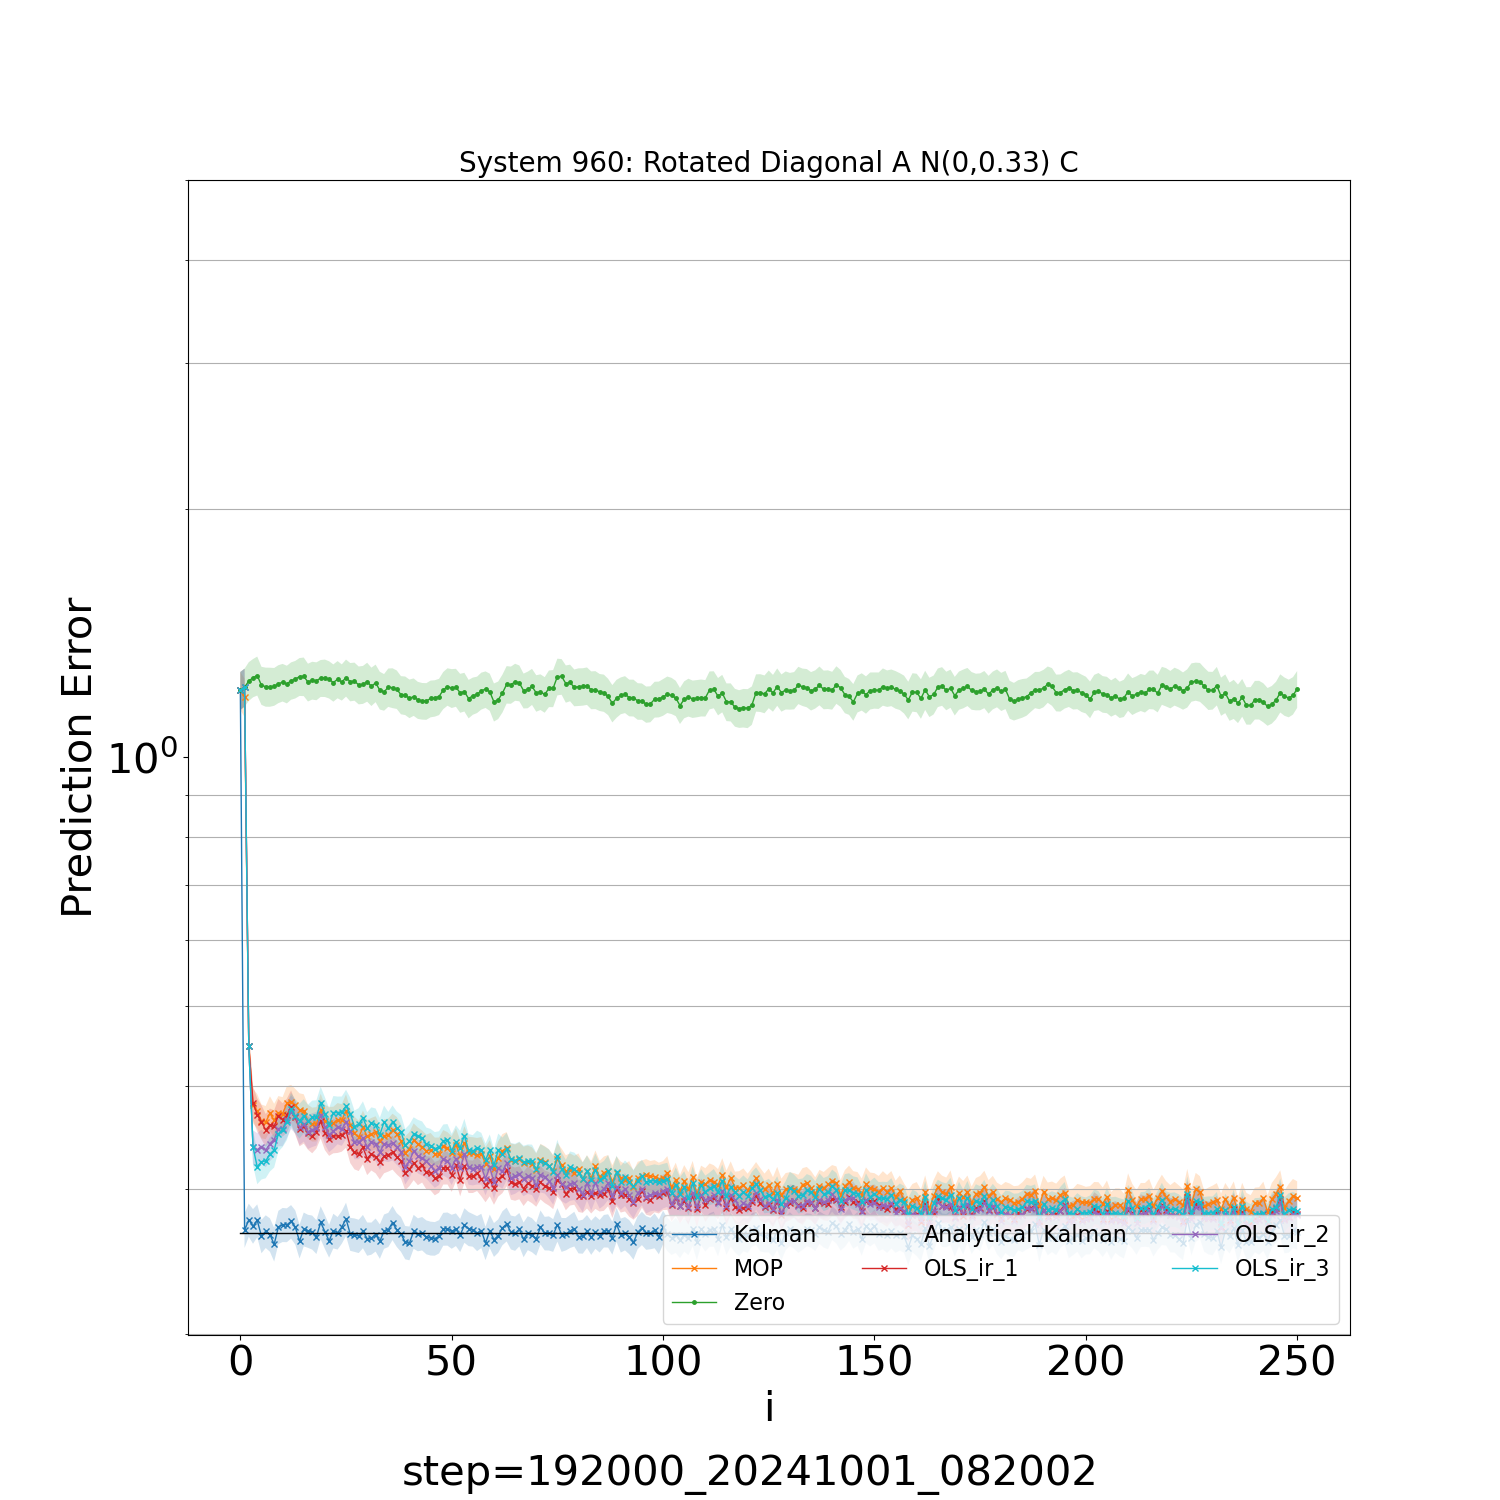 System 960: Rotated Diagonal A N(0,0.33) C
Prediction Error
10⁰
Kalman
MOP
Zero
Analytical_Kalman
OLS_ir_1
OLS_ir_2
OLS_ir_3
0 50 100 150 200 250
i
step=192000_20241001_082002